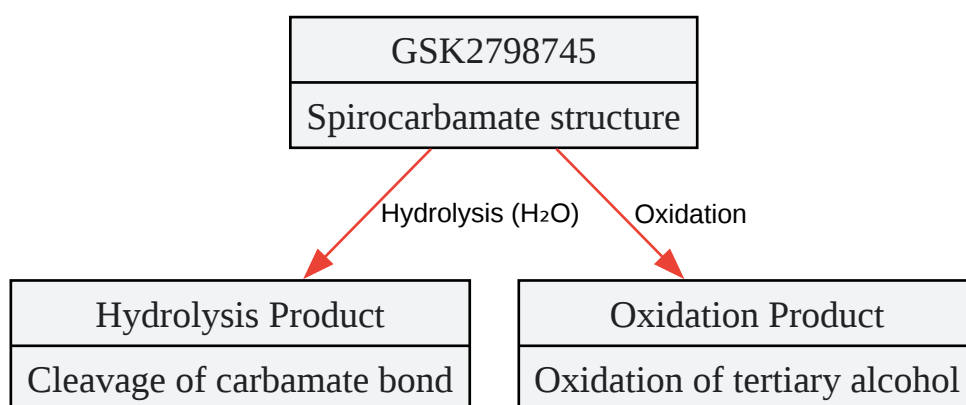 GSK2798745
Spirocarbamate structure
Hydrolysis (H₂O)
Oxidation
Hydrolysis Product
Cleavage of carbamate bond
Oxidation Product
Oxidation of tertiary alcohol